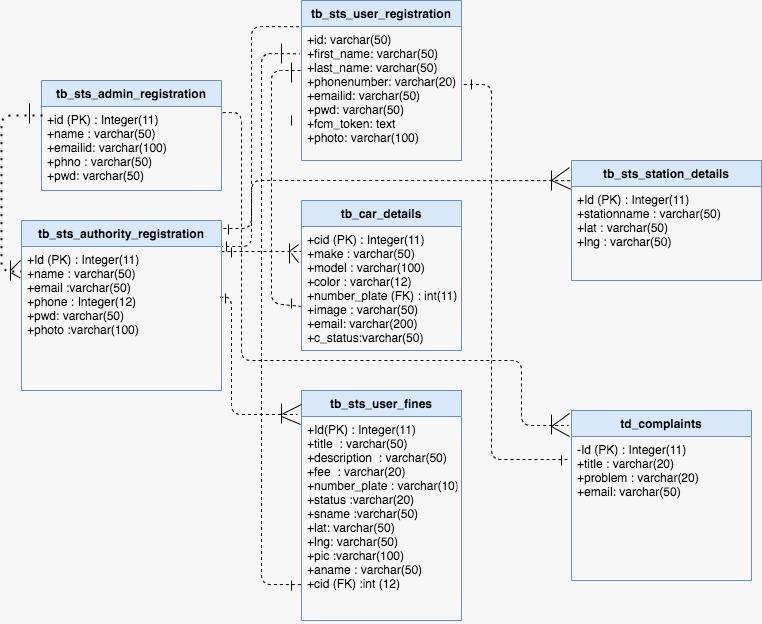 tb_sts_user_registration
+id: varchar(50)
+first_name: varchar(50)
+last_name: varchar(50)
+phonenumber: varchar(20)
+emailid: varchar(50)
+pwd: varchar(50)
+fcm_token: text
+photo: varchar(100)
tb_sts_admin_registration
+id (PK) : Integer(11)
+name : varchar(50)
+emailid: varchar(100)
+phno : varchar(50)
+pwd: varchar(50)
tb_sts_station_details
+Id (PK) : Integer(11)
+stationname : varchar(50)
+lat : varchar(50)
+lng : varchar(50)
tb_sts_authority_registration
+Id (PK) : Integer(11)
+name : varchar(50)
+email :varchar(50)
+phone : Integer(12)
+pwd: varchar(50)
+photo :varchar(100)
tb_car_details
+cid (PK) : Integer(11)
+make : varchar(50)
+model : varchar(100)
+color : varchar(12)
+number_plate (FK) : int(11)
+image : varchar(50)
+email: varchar(200)
+c_status:varchar(50)
tb_sts_user_fines
+Id(PK) : Integer(11)
+title : varchar(50)
+description : varchar(50)
+fee : varchar(20)
+number_plate : varchar(10)
+status :varchar(20)
+sname :varchar(50)
+lat: varchar(50)
+lng: varchar(50)
+pic :varchar(100)
+aname : varchar(50)
+cid (FK) :int (12)
td_complaints
-Id (PK) : Integer(11)
+title : varchar(20)
+problem : varchar(20)
+email: varchar(50)